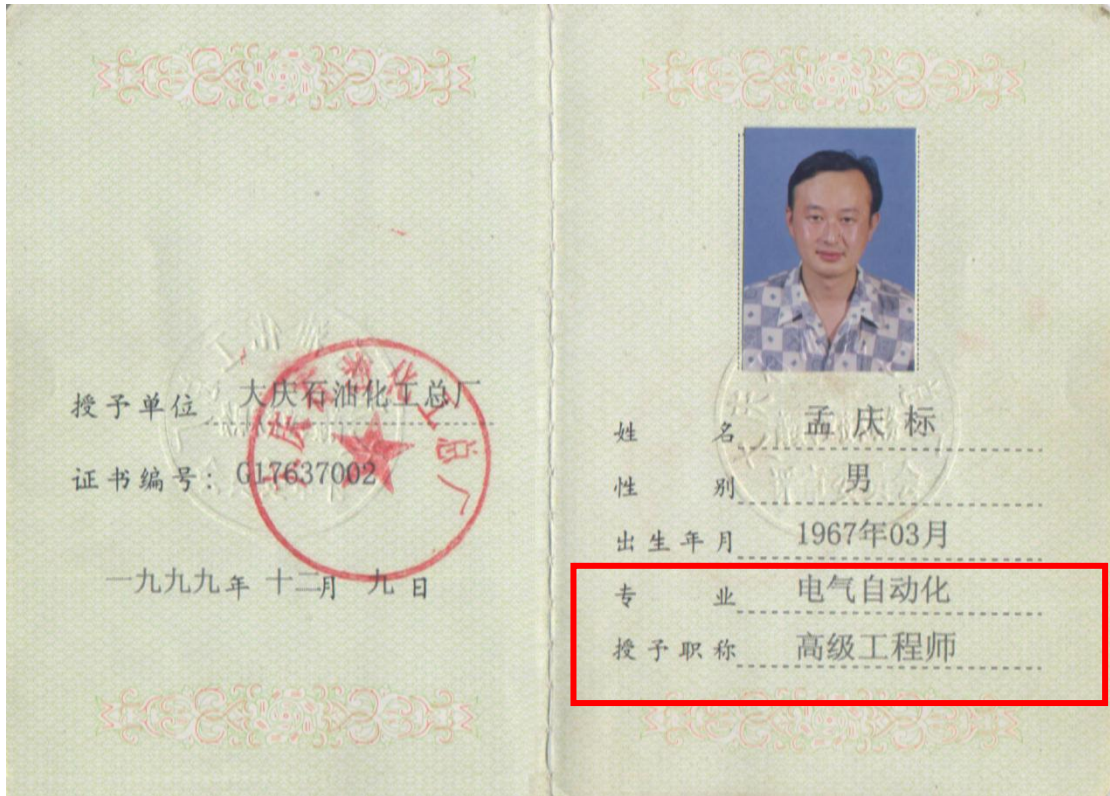 授予单位 大庆石油化工总厂
证书编号: G17637002
一九九九年 十二月 九 日
姓 名 孟庆标
性 别 男
出生年月 1967年03月
专 业 电气自动化
授予职称 高级工程师